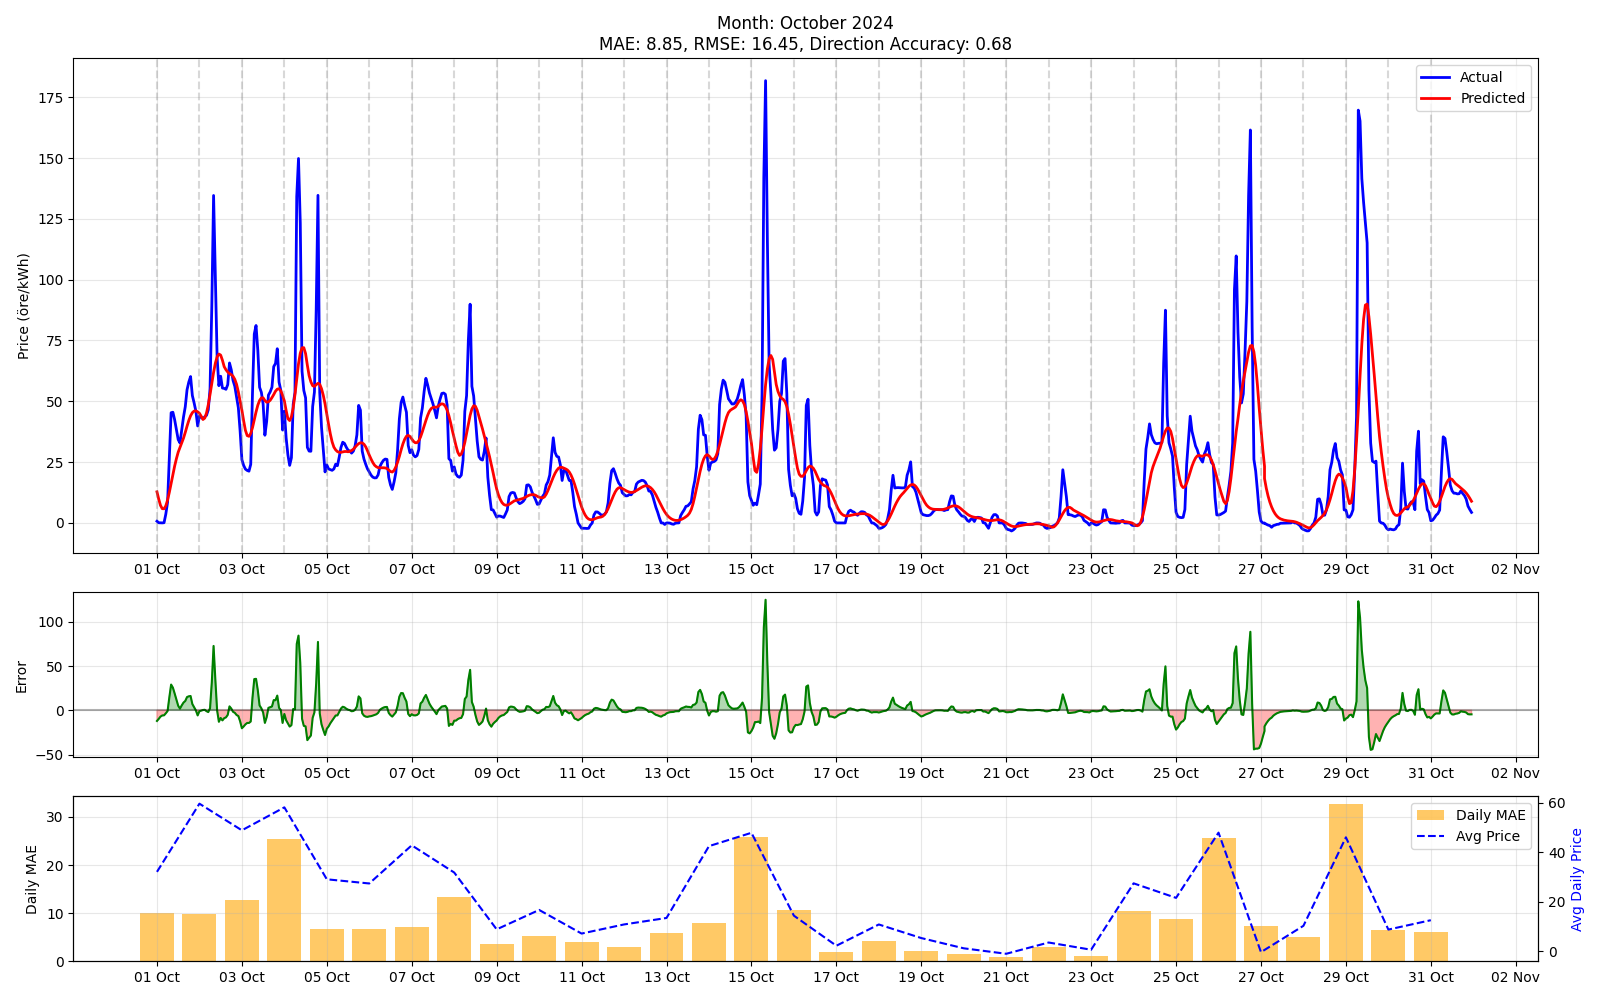 Month: October 2024
MAE: 8.85, RMSE: 16.45, Direction Accuracy: 0.68
Price (öre/kWh)
175
150
125
100
75
50
25
0
Actual
Predicted
01 Oct 03 Oct 05 Oct 07 Oct 09 Oct 11 Oct 13 Oct 15 Oct 17 Oct 19 Oct 21 Oct 23 Oct 25 Oct 27 Oct 29 Oct 31 Oct 02 Nov
Error
100
50
0
−50
01 Oct 03 Oct 05 Oct 07 Oct 09 Oct 11 Oct 13 Oct 15 Oct 17 Oct 19 Oct 21 Oct 23 Oct 25 Oct 27 Oct 29 Oct 31 Oct 02 Nov
Daily MAE
30
20
10
0
Daily MAE
Avg Price
60
40
20
0
Avg Daily Price
01 Oct 03 Oct 05 Oct 07 Oct 09 Oct 11 Oct 13 Oct 15 Oct 17 Oct 19 Oct 21 Oct 23 Oct 25 Oct 27 Oct 29 Oct 31 Oct 02 Nov